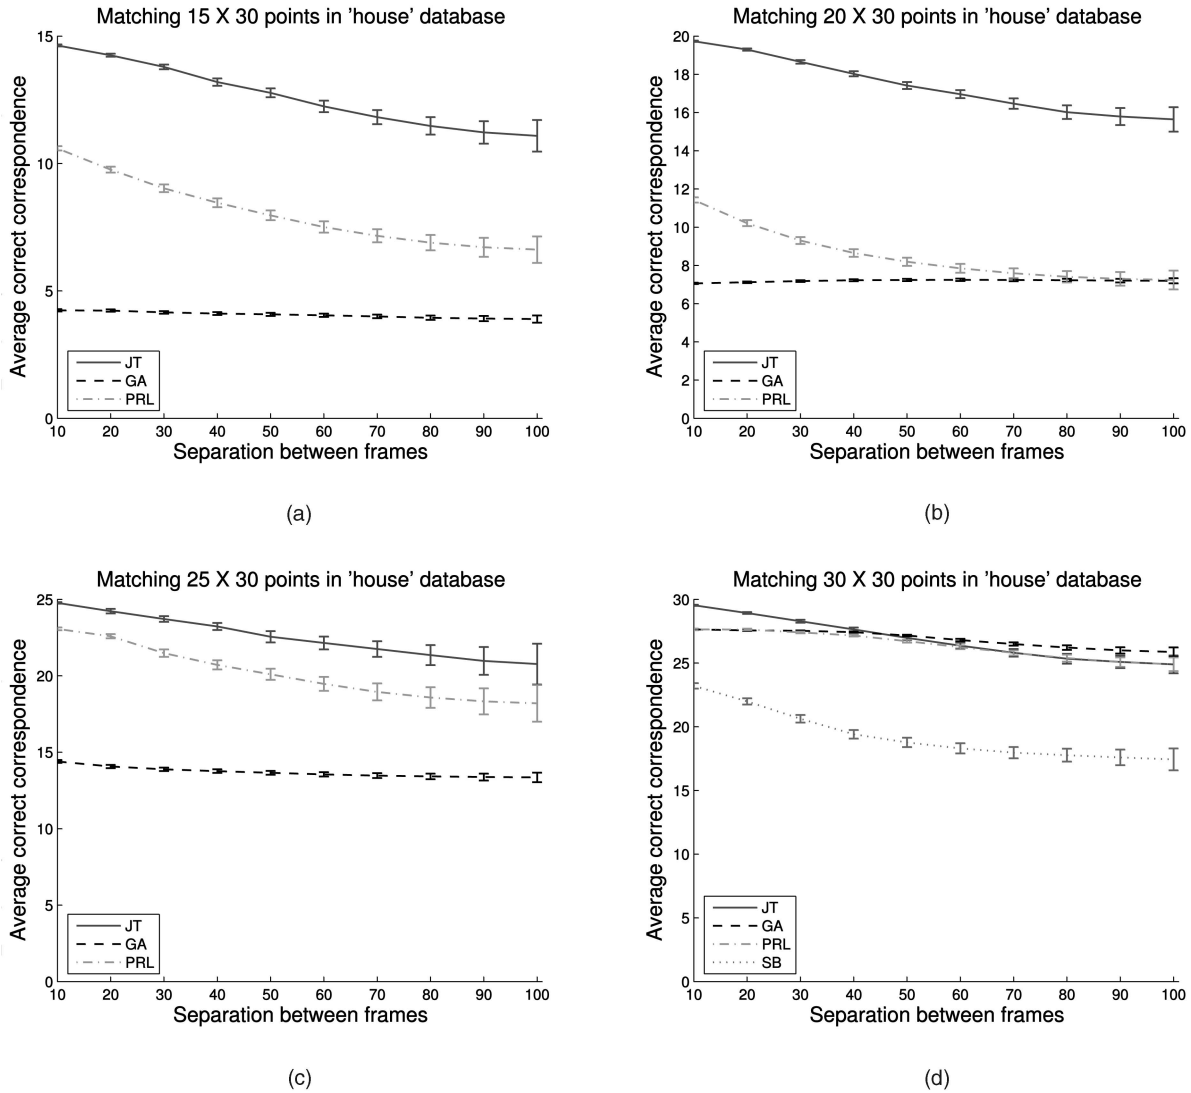 Matching 15 X 30 points in 'house' database
Average correct correspondence
15
10
5
0
10 20 30 40 50 60 70 80 90 100
Separation between frames
JT
GA
PRL
(a)
Matching 20 X 30 points in 'house' database
Average correct correspondence
20
18
16
14
12
10
8
6
4
2
0
10 20 30 40 50 60 70 80 90 100
Separation between frames
JT
GA
PRL
(b)
Matching 25 X 30 points in 'house' database
Average correct correspondence
25
20
15
10
5
0
10 20 30 40 50 60 70 80 90 100
Separation between frames
JT
GA
PRL
(c)
Matching 30 X 30 points in 'house' database
Average correct correspondence
30
25
20
15
10
5
0
10 20 30 40 50 60 70 80 90 100
Separation between frames
JT
GA
PRL
SB
(d)